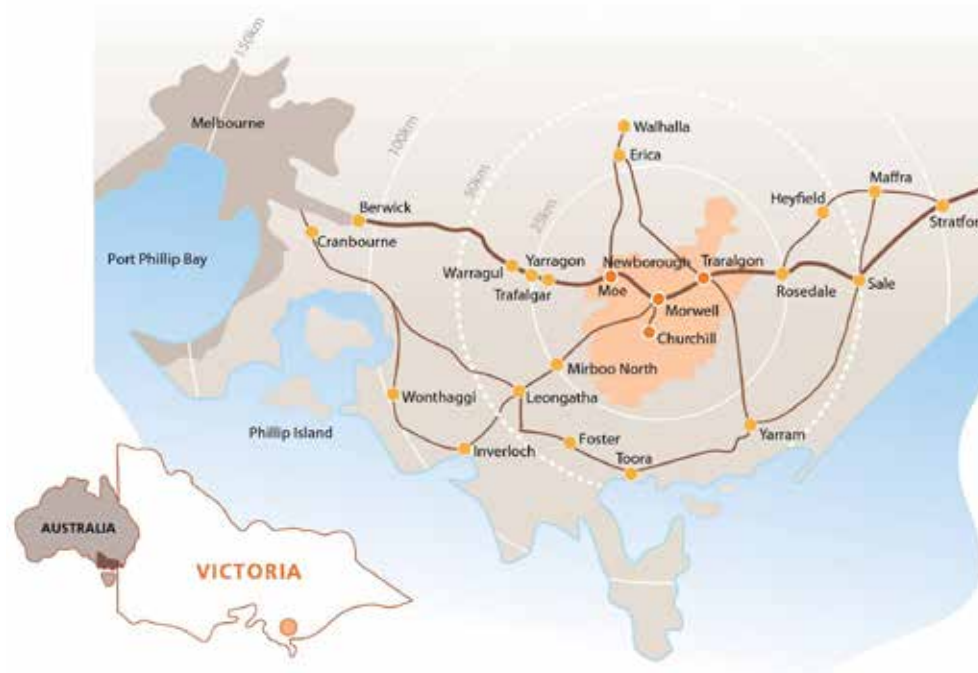 150km
Melbourne
100km
50km
25km
Walhalla
Erica
Maffra
Heyfield
Stratfor
Berwick
Cranbourne
Port Phillip Bay
Yarragon
Newborough
Traralgon
Warragul
Trafalgar
Moe
Rosedale
Sale
Morwell
Churchill
Mirboo North
Wonthaggi
Leongatha
Phillip Island
Foster
Yarram
Inverloch
Toora
AUSTRALIA
VICTORIA